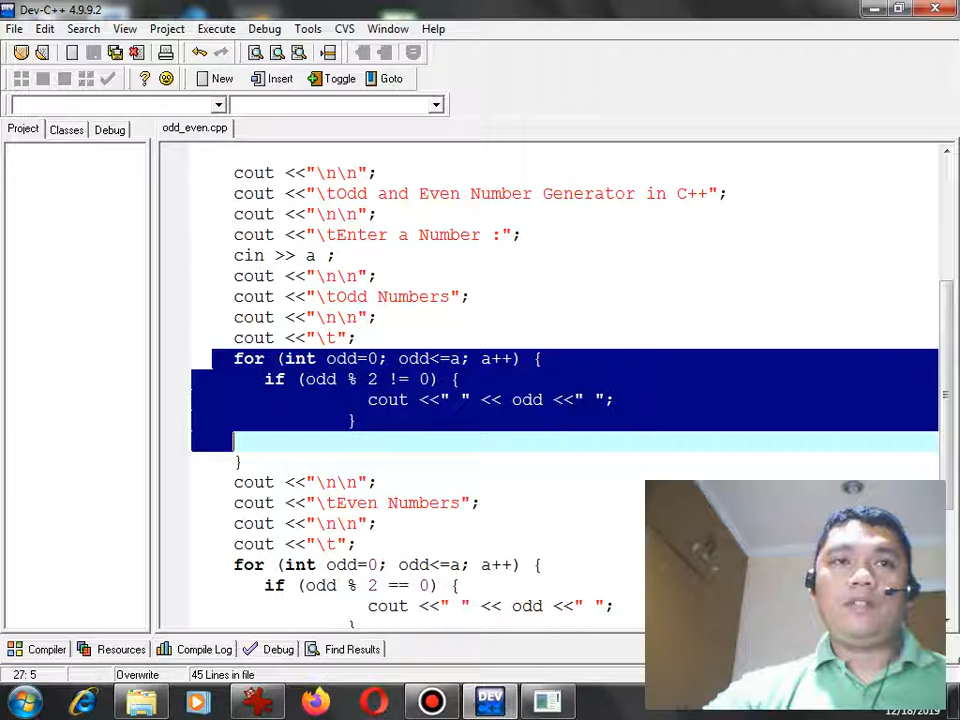 Dev-C++ 4.9.9.2
File Edit Search View Project Execute Debug Tools CVS Window Help
New Insert Toggle Goto
Project Classes Debug odd_even.cpp
cout <<"\n\n";
cout <<"\tOdd and Even Number Generator in C++";
cout <<"\n\n";
cout <<"\tEnter a Number :";
cin >> a ;
cout <<"\n\n";
cout <<"\tOdd Numbers";
cout <<"\n\n";
cout <<"\t";
for (int odd=0; odd<=a; a++) {
if (odd % 2 != 0) {
cout <<" " << odd <<" ";
}
}
cout <<"\n\n";
cout <<"\tEven Numbers";
cout <<"\n\n";
cout <<"\t";
for (int odd=0; odd<=a; a++) {
if (odd % 2 == 0) {
cout <<" " << odd <<" ";
}
Compiler Resources Compile Log Debug Find Results
27: 5 Overwrite 45 Lines in file
DEV
12/18/2019